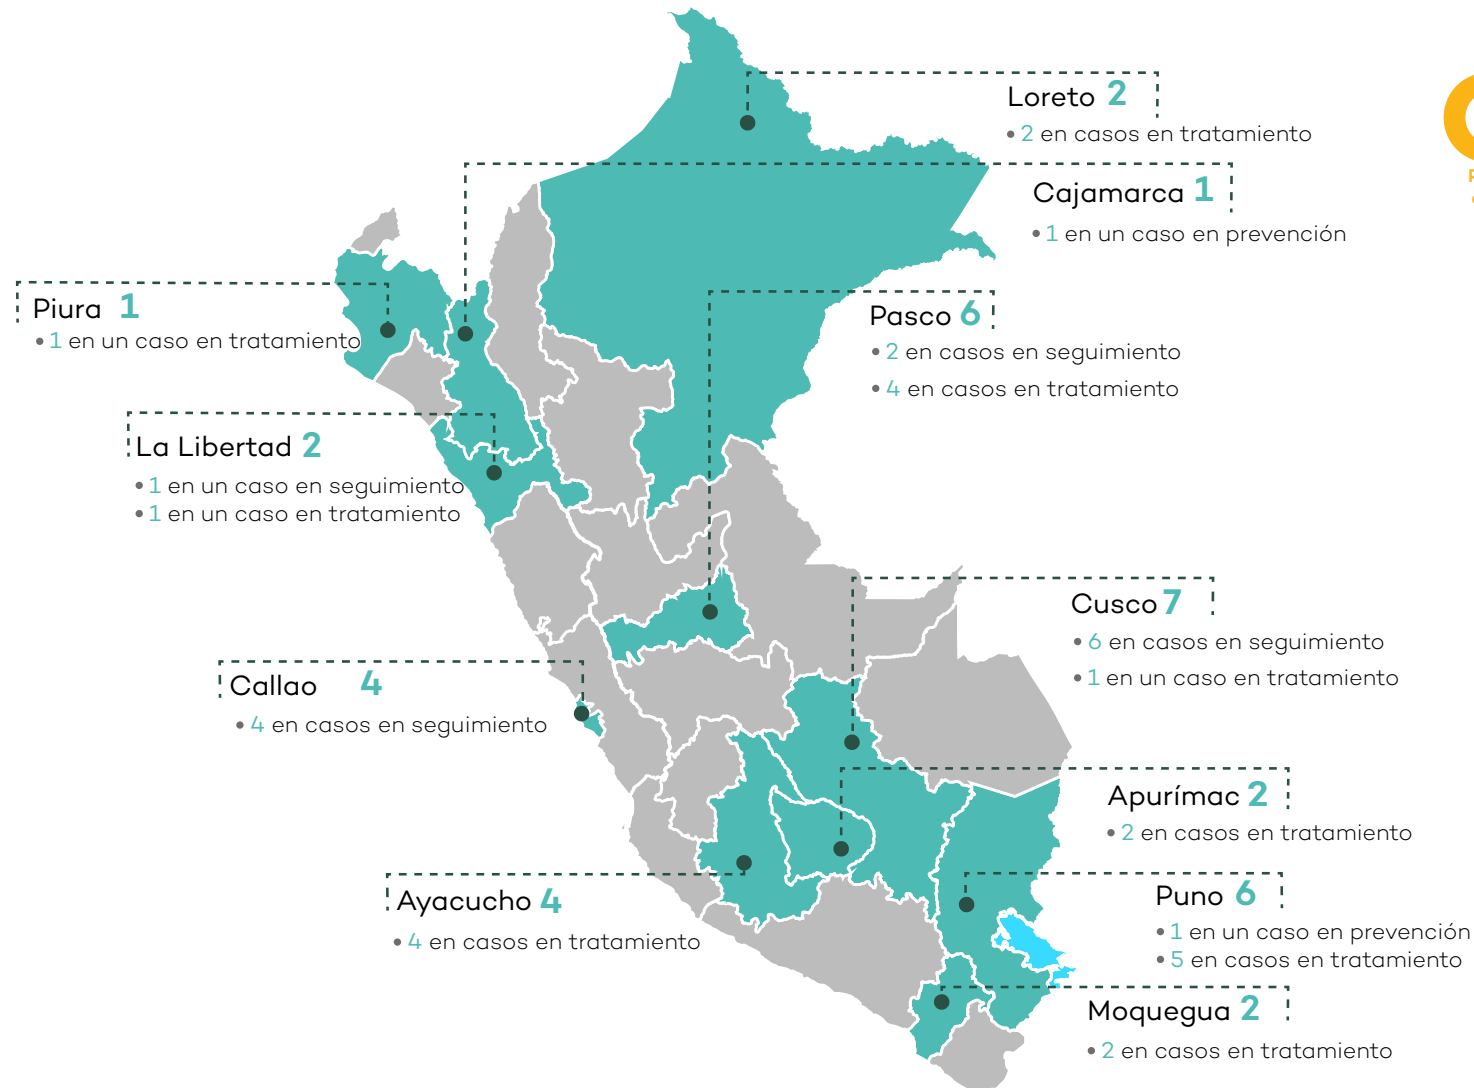 Loreto 2
• 2 en casos en tratamiento
Cajamarca 1
• 1 en un caso en prevención
Piura 1
• 1 en un caso en tratamiento
Pasco 6
• 2 en casos en seguimiento
• 4 en casos en tratamiento
La Libertad 2
• 1 en un caso en seguimiento
• 1 en un caso en tratamiento
Cusco 7
• 6 en casos en seguimiento
• 1 en un caso en tratamiento
Callao 4
• 4 en casos en seguimiento
Apurímac 2
• 2 en casos en tratamiento
Ayacucho 4
• 4 en casos en tratamiento
Puno 6
• 1 en un caso en prevención
• 5 en casos en tratamiento
Moquegua 2
• 2 en casos en tratamiento